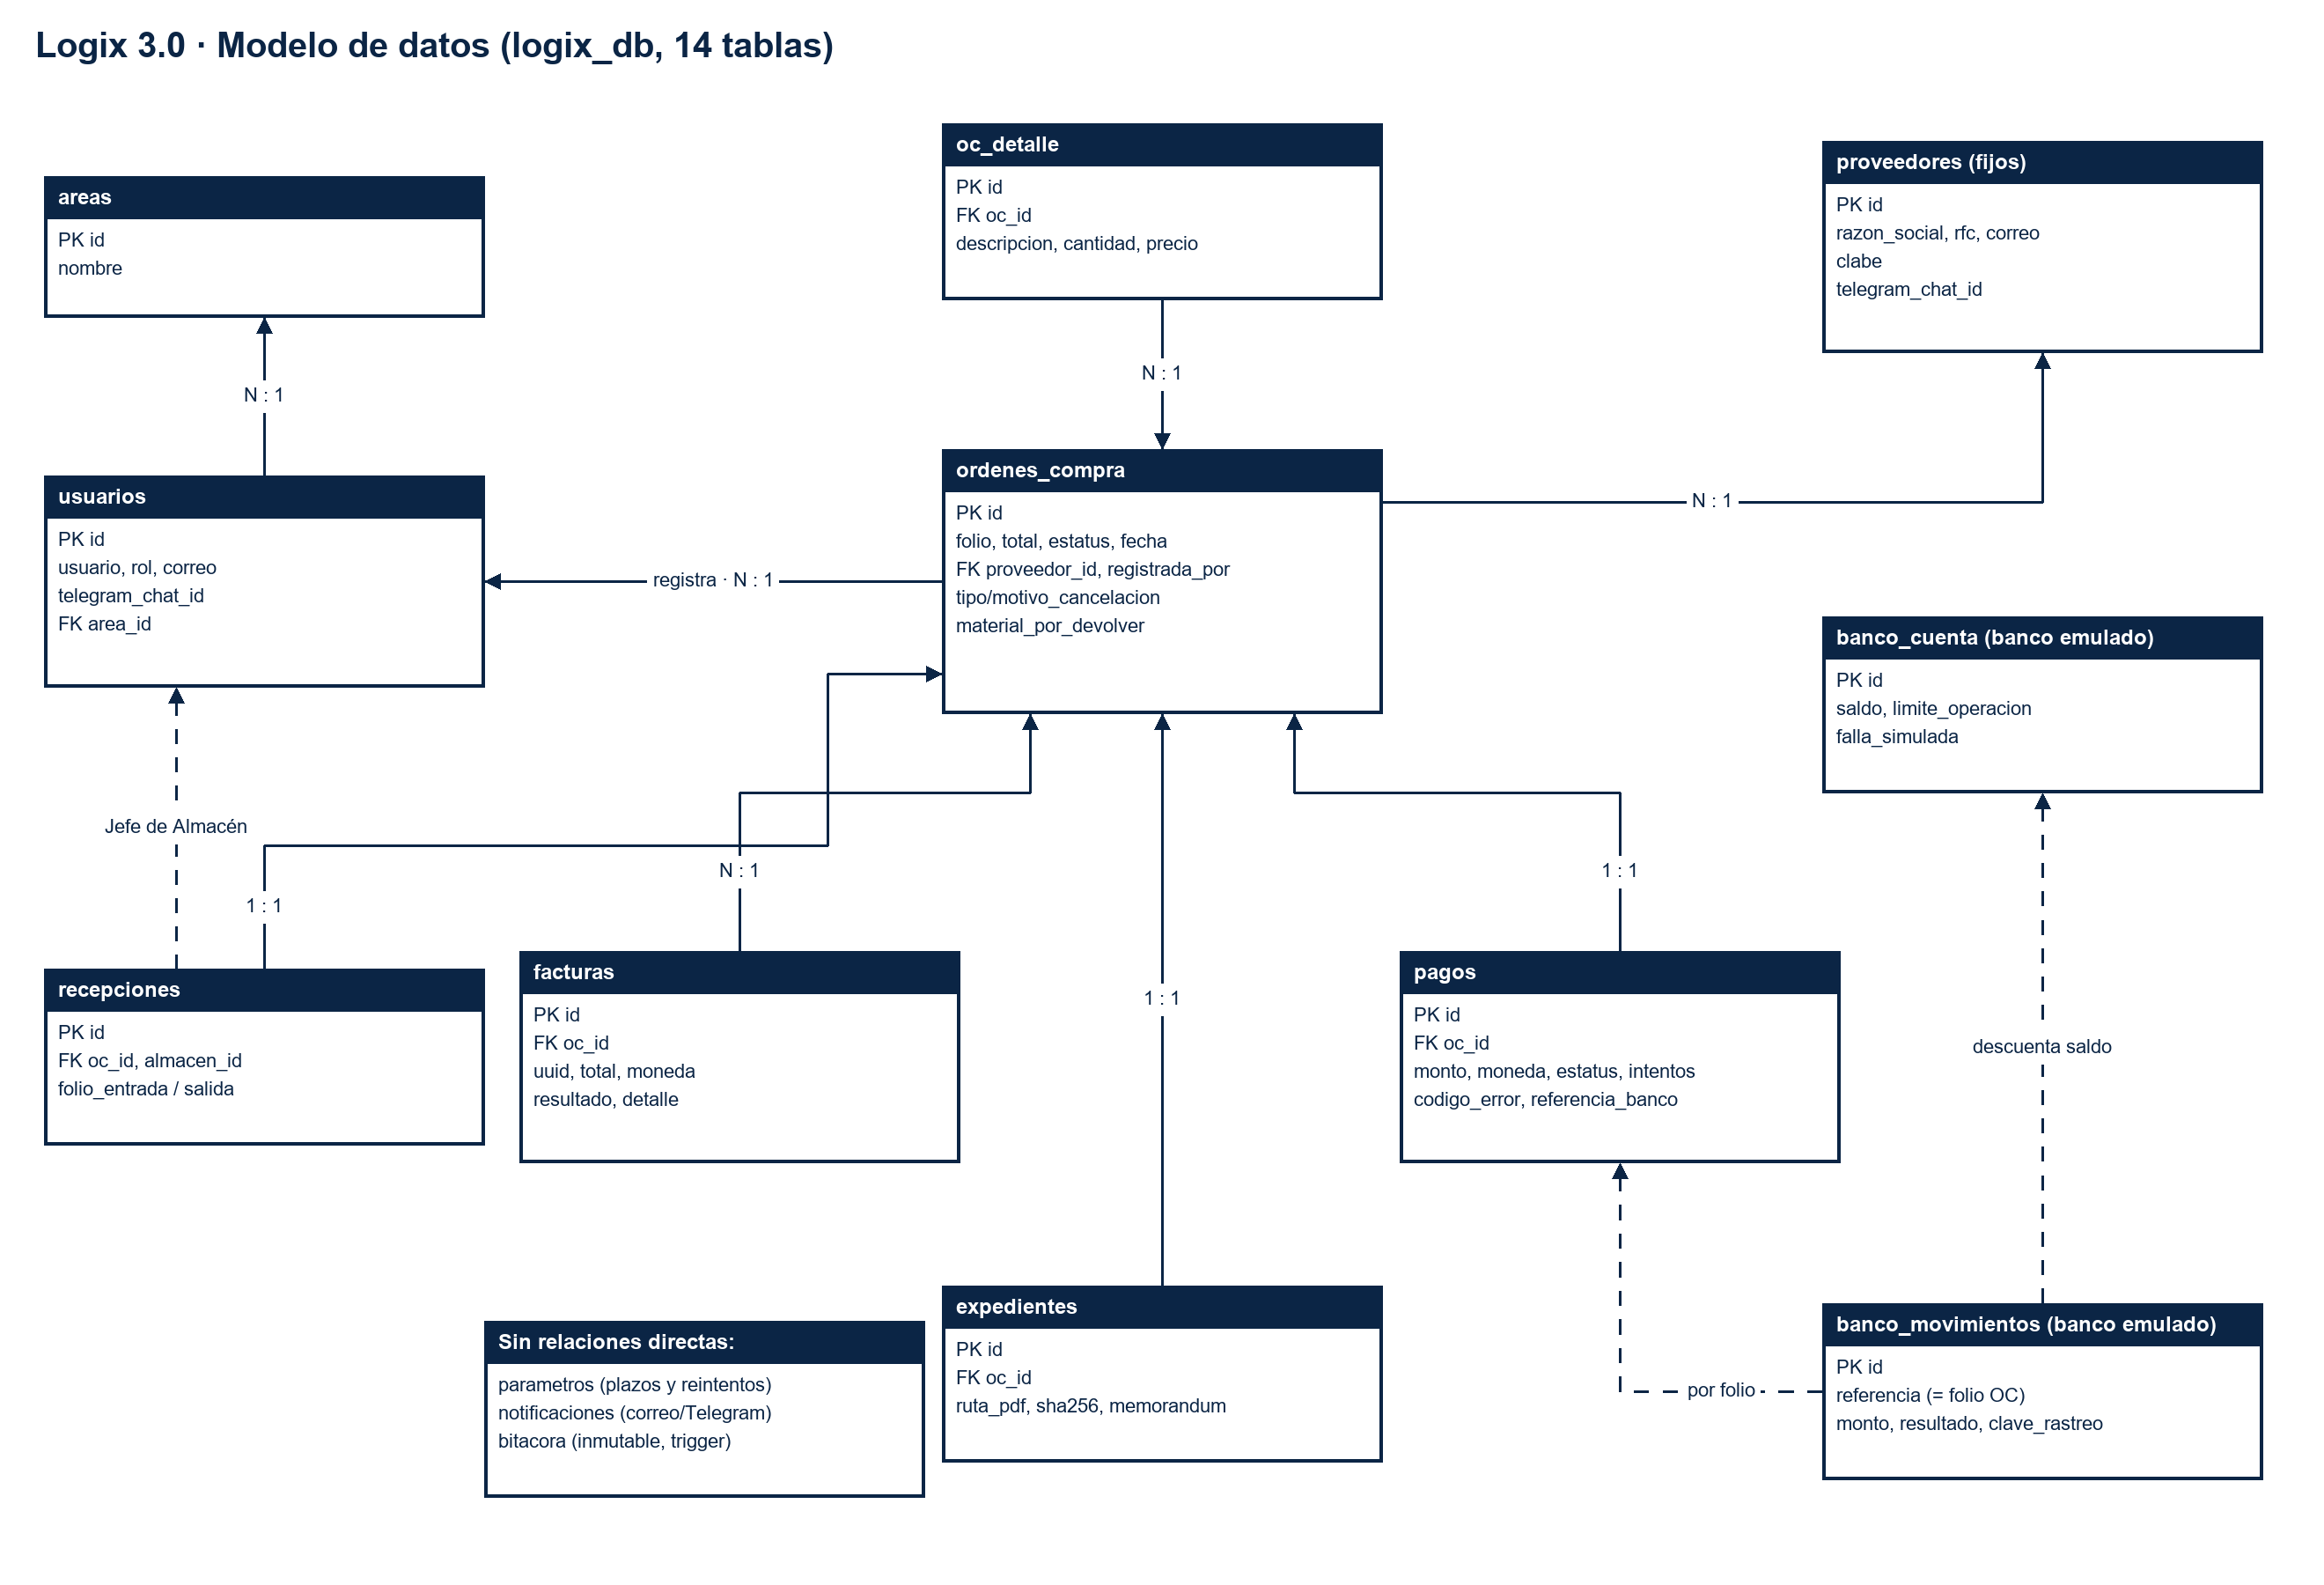 Logix 3.0 · Modelo de datos (logix_db, 14 tablas)
oc_detalle
PK id
FK oc_id
descripcion, cantidad, precio
proveedores (fijos)
PK id
razon_social, rfc, correo
clabe
telegram_chat_id
areas
PK id
nombre
N : 1
N : 1
usuarios
PK id
usuario, rol, correo
telegram_chat_id
FK area_id
registra · N : 1
ordenes_compra
PK id
folio, total, estatus, fecha
FK proveedor_id, registrada_por
tipo/motivo_cancelacion
material_por_devolver
N : 1
banco_cuenta (banco emulado)
PK id
saldo, limite_operacion
falla_simulada
Jefe de Almacén
1 : 1
N : 1
1 : 1
1 : 1
descuenta saldo
recepciones
PK id
FK oc_id, almacen_id
folio_entrada / salida
facturas
PK id
FK oc_id
uuid, total, moneda
resultado, detalle
pagos
PK id
FK oc_id
monto, moneda, estatus, intentos
codigo_error, referencia_banco
Sin relaciones directas:
parametros (plazos y reintentos)
notificaciones (correo/Telegram)
bitacora (inmutable, trigger)
expedientes
PK id
FK oc_id
ruta_pdf, sha256, memorandum
por folio
banco_movimientos (banco emulado)
PK id
referencia (= folio OC)
monto, resultado, clave_rastreo